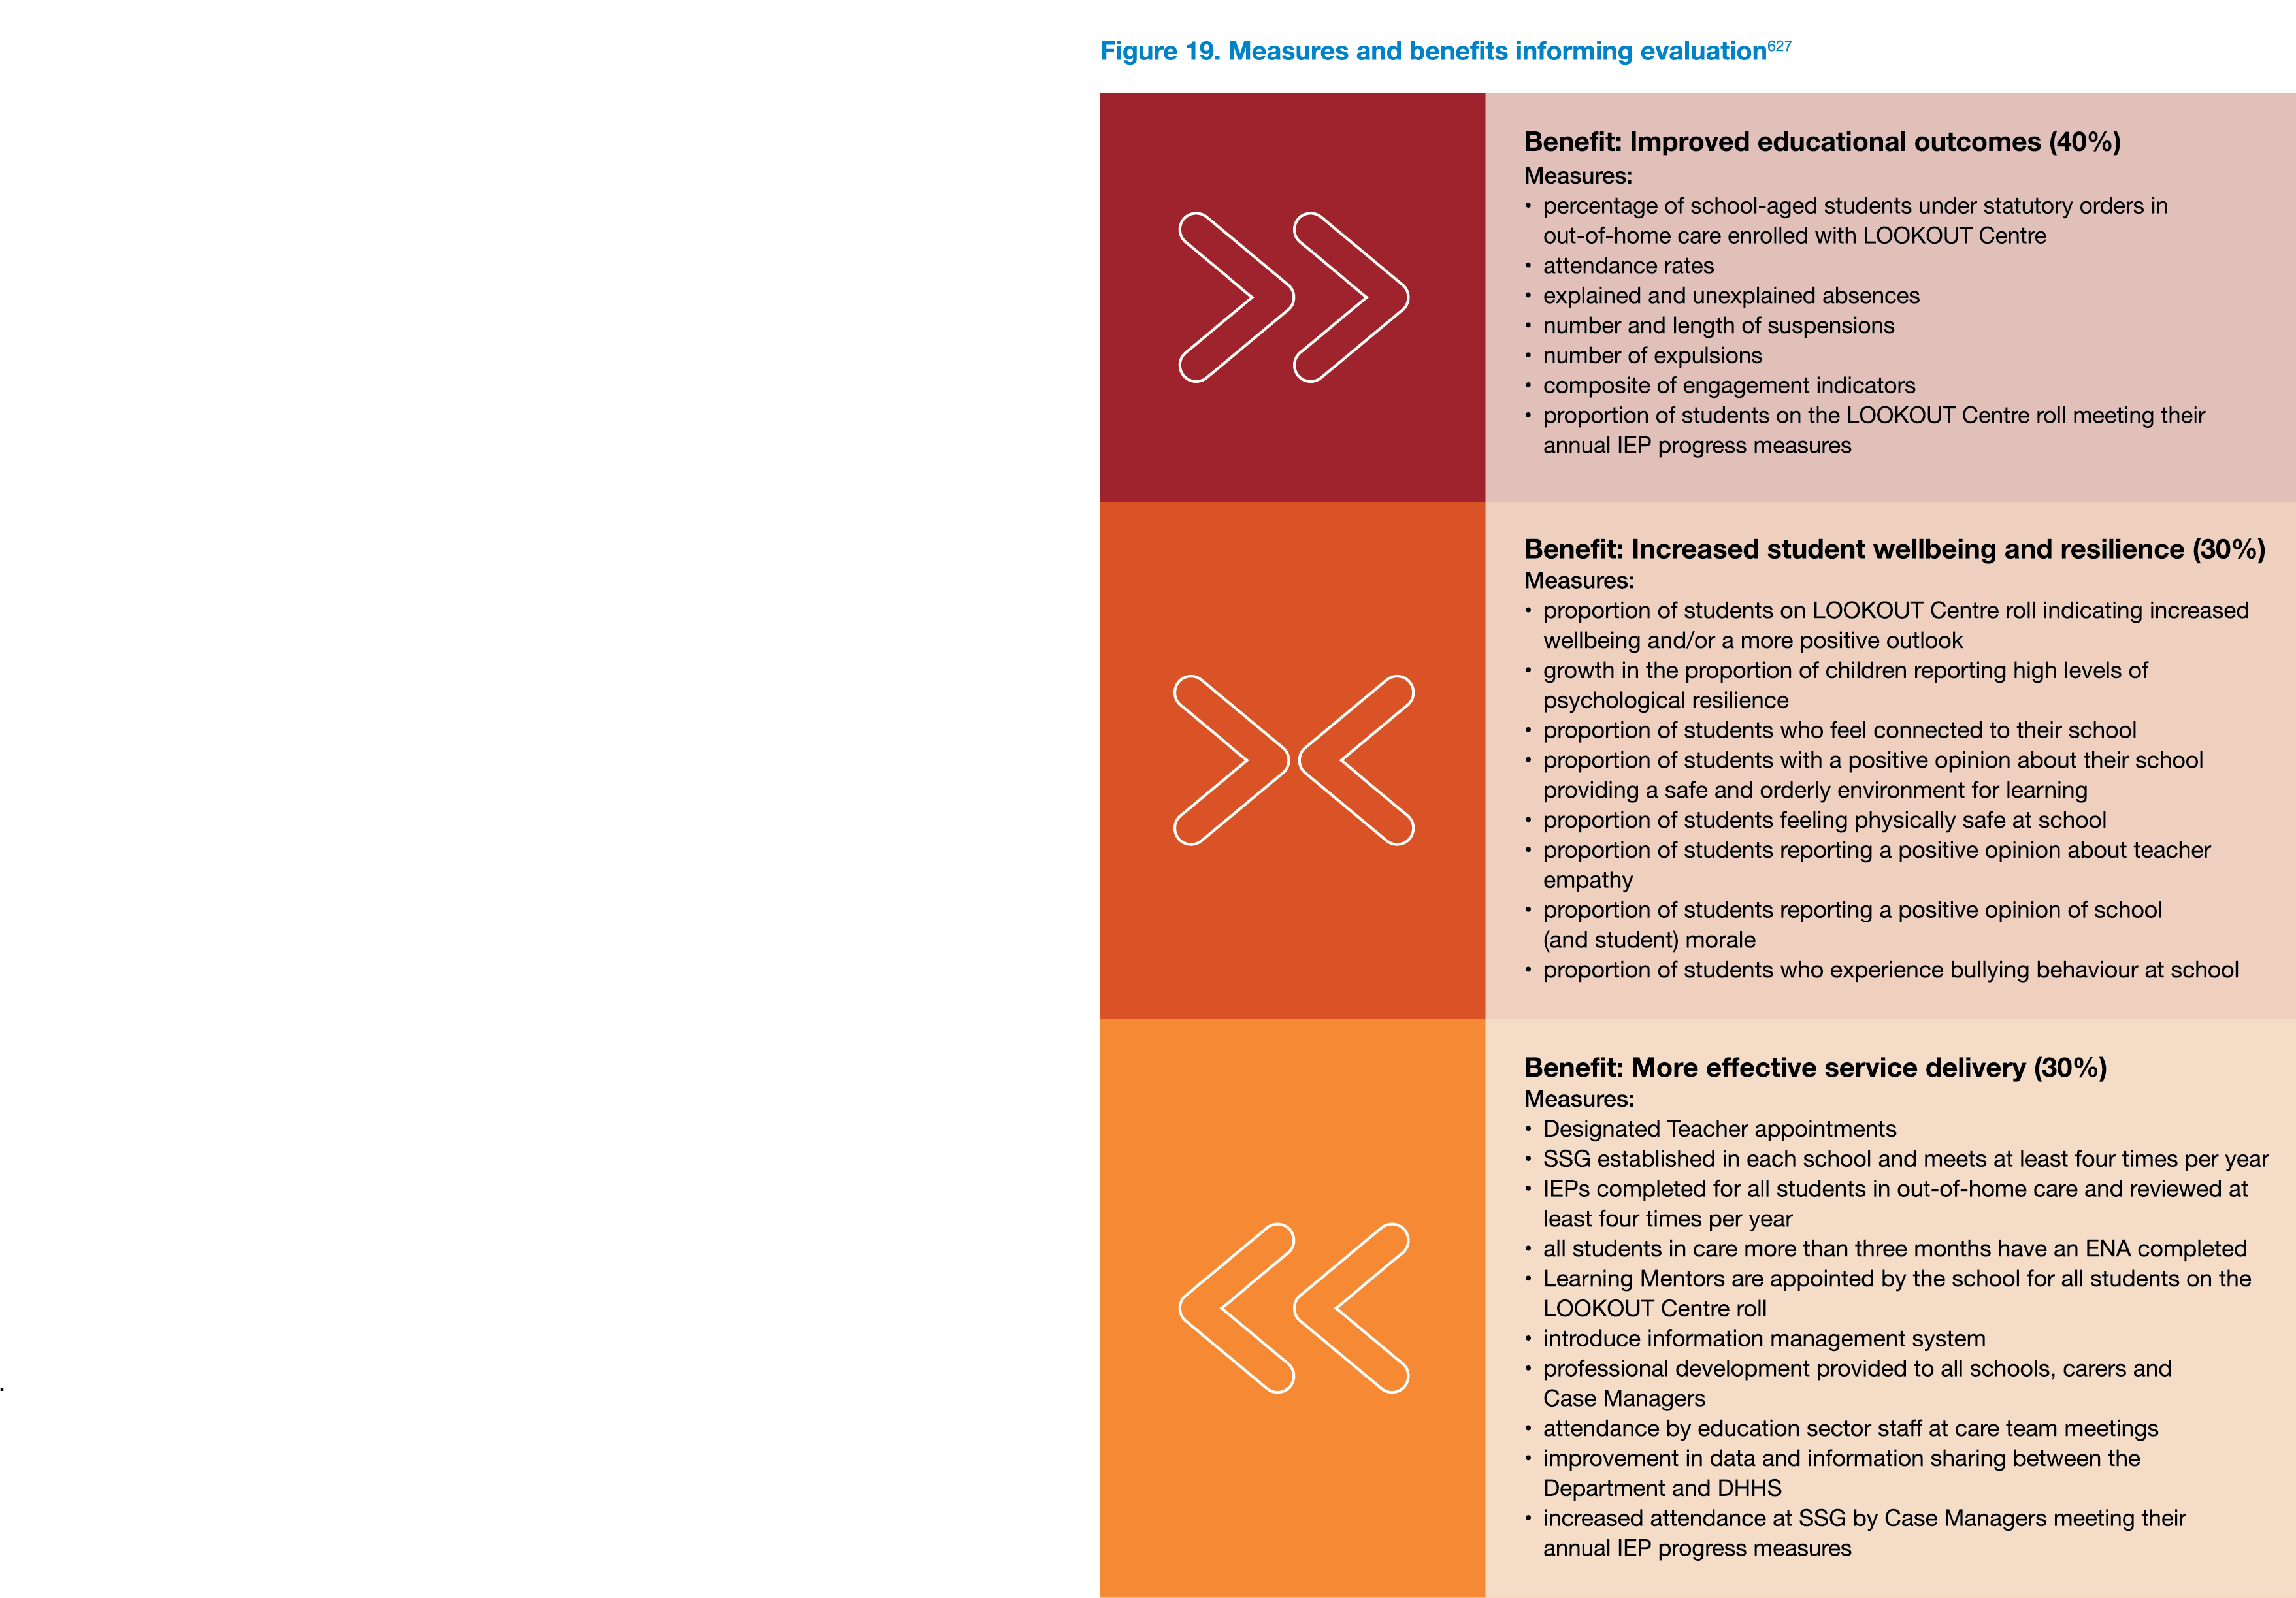 Figure 19. Measures and benefits informing evaluation627
Benefit: Improved educational outcomes (40%)
Measures:
• percentage of school-aged students under statutory orders in
out-of-home care enrolled with LOOKOUT Centre
• attendance rates
• explained and unexplained absences
• number and length of suspensions
• number of expulsions
• composite of engagement indicators
• proportion of students on the LOOKOUT Centre roll meeting their
annual IEP progress measures
Benefit: Increased student wellbeing and resilience (30%)
Measures:
• proportion of students on LOOKOUT Centre roll indicating increased
wellbeing and/or a more positive outlook
• growth in the proportion of children reporting high levels of
psychological resilience
• proportion of students who feel connected to their school
• proportion of students with a positive opinion about their school
providing a safe and orderly environment for learning
• proportion of students feeling physically safe at school
• proportion of students reporting a positive opinion about teacher
empathy
• proportion of students reporting a positive opinion of school
(and student) morale
• proportion of students who experience bullying behaviour at school
Benefit: More effective service delivery (30%)
Measures:
• Designated Teacher appointments
• SSG established in each school and meets at least four times per year
• IEPs completed for all students in out-of-home care and reviewed at
least four times per year
• all students in care more than three months have an ENA completed
• Learning Mentors are appointed by the school for all students on the
LOOKOUT Centre roll
• introduce information management system
• professional development provided to all schools, carers and
Case Managers
• attendance by education sector staff at care team meetings
• improvement in data and information sharing between the
Department and DHHS
• increased attendance at SSG by Case Managers meeting their
annual IEP progress measures